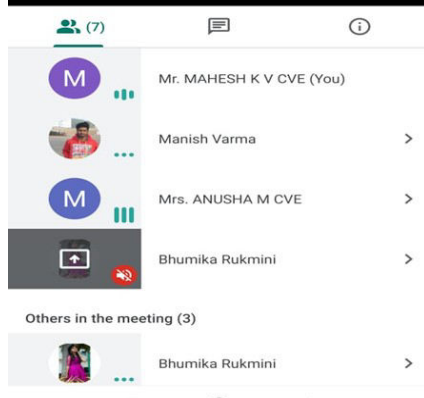 (7)
M
Mr. MAHESH K V CVE (You)
Manish Varma
M
Mrs. ANUSHA M CVE
Bhumika Rukmini
Others in the meeting (3)
Bhumika Rukmini